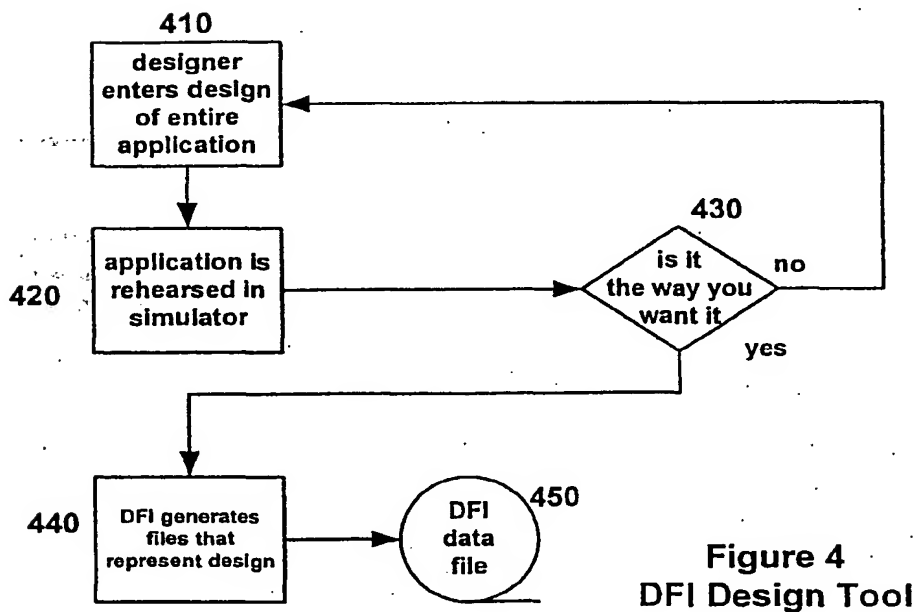 410
designer
enters design
of entire
application
420
application is
rehearsed in
simulator
430
is it
the way you
want it
no
yes
440
DFI generates
files that
represent design
450
DFI
data
file
Figure 4
DFI Design Tool